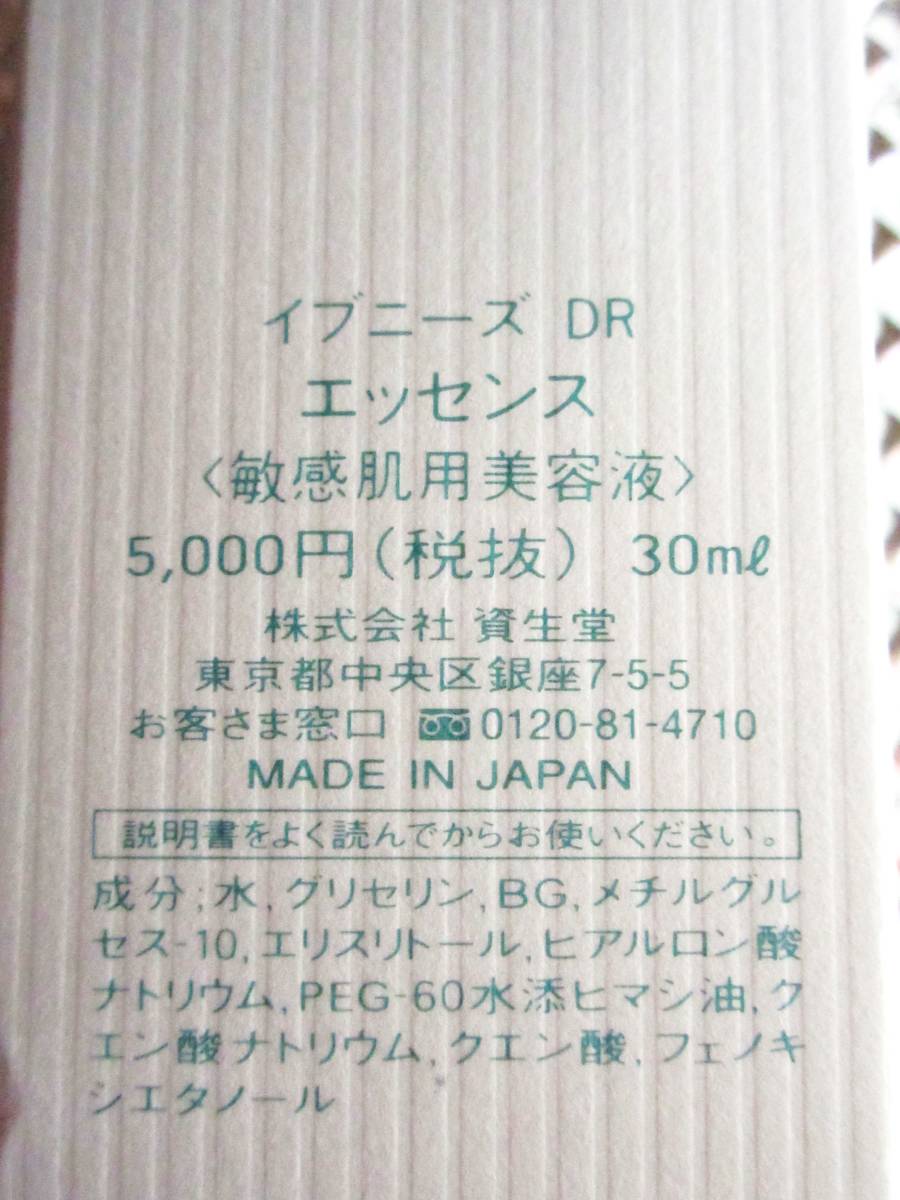 イブニーズ DR
エッセンス
〈敏感肌用美容液〉
5,000円(税抜) 30mℓ
株式会社 資生堂
東京都中央区銀座7-5-5
お客さま窓口 0120-81-4710
MADE IN JAPAN
説明書をよく読んでからお使いください。
成分;水,グリセリン,BG,メチルグル
セス-10,エリスリトール,ヒアルロン酸
ナトリウム,PEG-60水添ヒマシ油,ク
エン酸ナトリウム,クエン酸,フェノキ
シエタノール